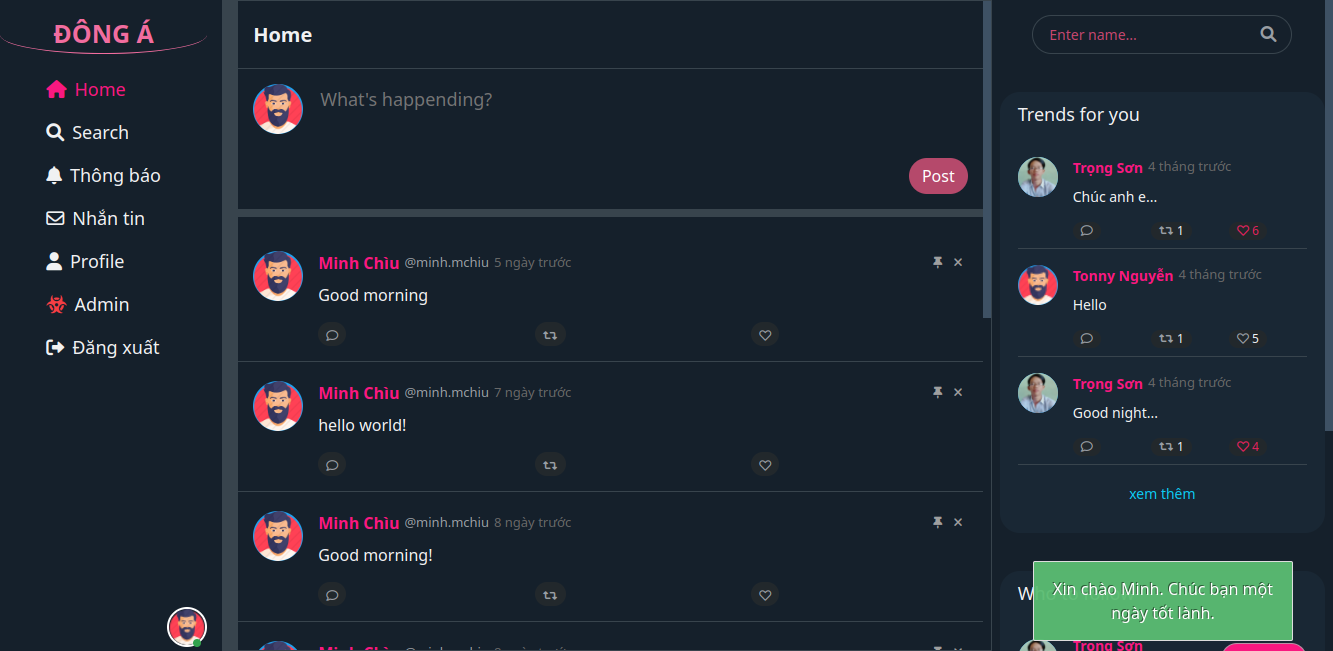 ĐÔNG Á
Home
Search
Thông báo
Nhắn tin
Profile
Admin
Đăng xuất
Home
What's happending?
Post
Minh Chìu @minh.mchiu 5 ngày trước
Good morning
Minh Chìu @minh.mchiu 7 ngày trước
hello world!
Minh Chìu @minh.mchiu 8 ngày trước
Good morning!
Minh Chìu @minh.mchiu
Enter name...
Trends for you
Trọng Sơn 4 tháng trước
Chúc anh e...
1 6
Tonny Nguyễn 4 tháng trước
Hello
1 5
Trọng Sơn 4 tháng trước
Good night...
1 4
xem thêm
Xin chào Minh. Chúc bạn một
ngày tốt lành.
Trọng Sơn